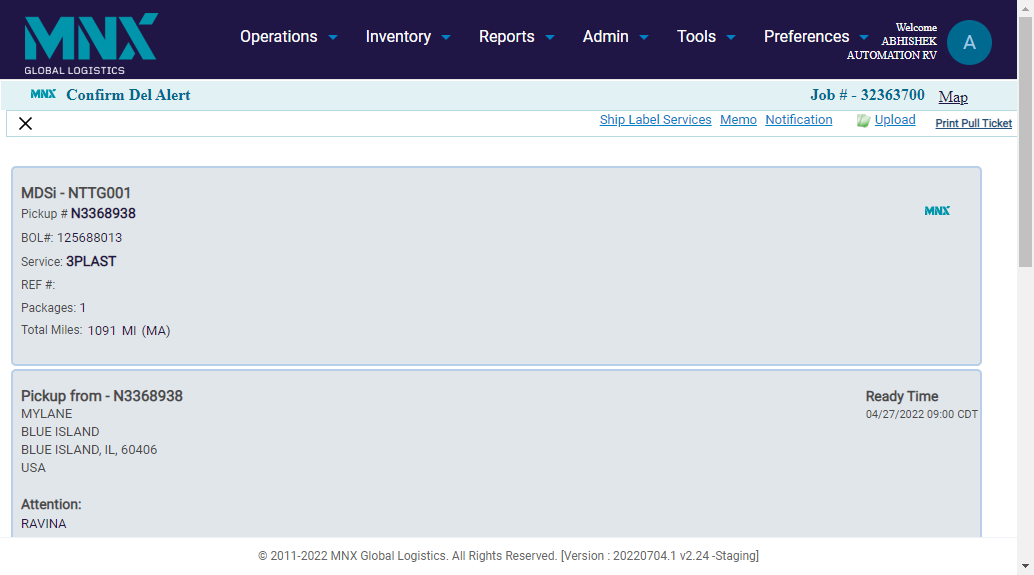 MNX
GLOBAL LOGISTICS
Operations Inventory Reports Admin Tools Preferences
Welcome
ABHISHEK
AUTOMATION RV
A
MNX Confirm Del Alert Job # - 32363700 Map
Ship Label Services Memo Notification Upload Print Pull Ticket
MDSi - NTTG001
Pickup # N3368938
MNX
BOL#: 125688013
Service: 3PLAST
REF #:
Packages: 1
Total Miles: 1091 MI (MA)
Pickup from - N3368938 Ready Time
MYLANE 04/27/2022 09:00 CDT
BLUE ISLAND
BLUE ISLAND, IL, 60406
USA
Attention:
RAVINA
© 2011-2022 MNX Global Logistics. All Rights Reserved. [Version : 20220704.1 v2.24 -Staging]